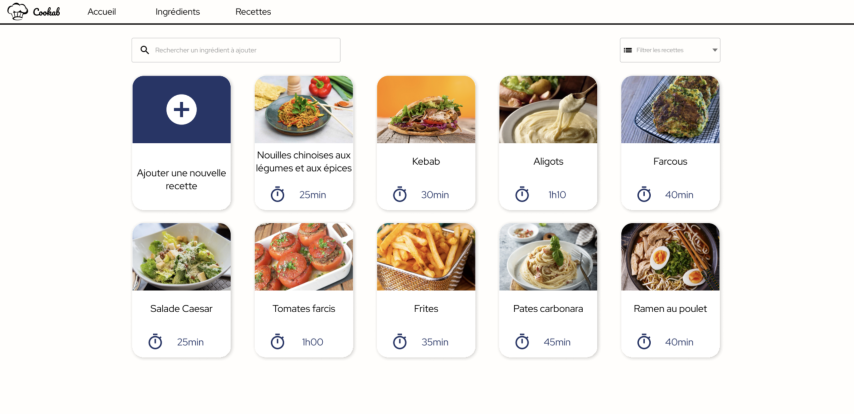 Cookab
Accueil
Ingrédients
Recettes
Rechercher un ingrédient à ajouter
Filtrer les recettes
Ajouter une nouvelle
recette
Nouilles chinoises aux
légumes et aux épices
25min
Kebab
30min
Aligots
1h10
Farcous
40min
Salade Caesar
25min
Tomates farcis
1h00
Frites
35min
Pates carbonara
45min
Ramen au poulet
40min